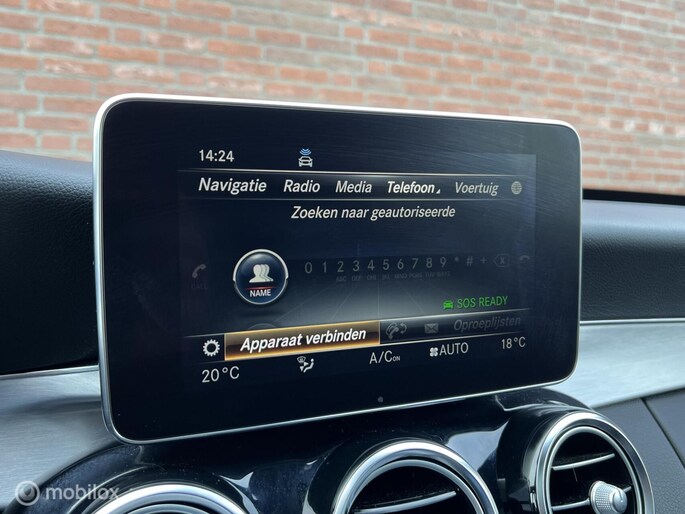 14:24
Navigatie Radio Media Telefoon Voertuig
Zoeken naar geautoriseerde
0 1 2 3 4 5 6 7 8 9 * # +
NAME
SOS READY
Apparaat verbinden Oproeplijsten
20°C A/C ON AUTO 18°C
mobilox